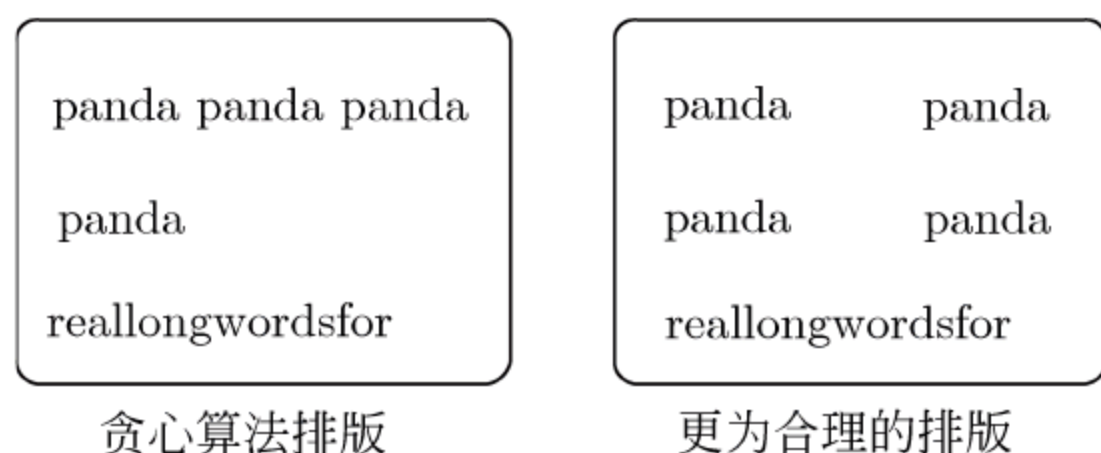 panda panda panda
panda
reallongwordsfor
贪心算法排版
panda panda
panda panda
reallongwordsfor
更为合理的排版